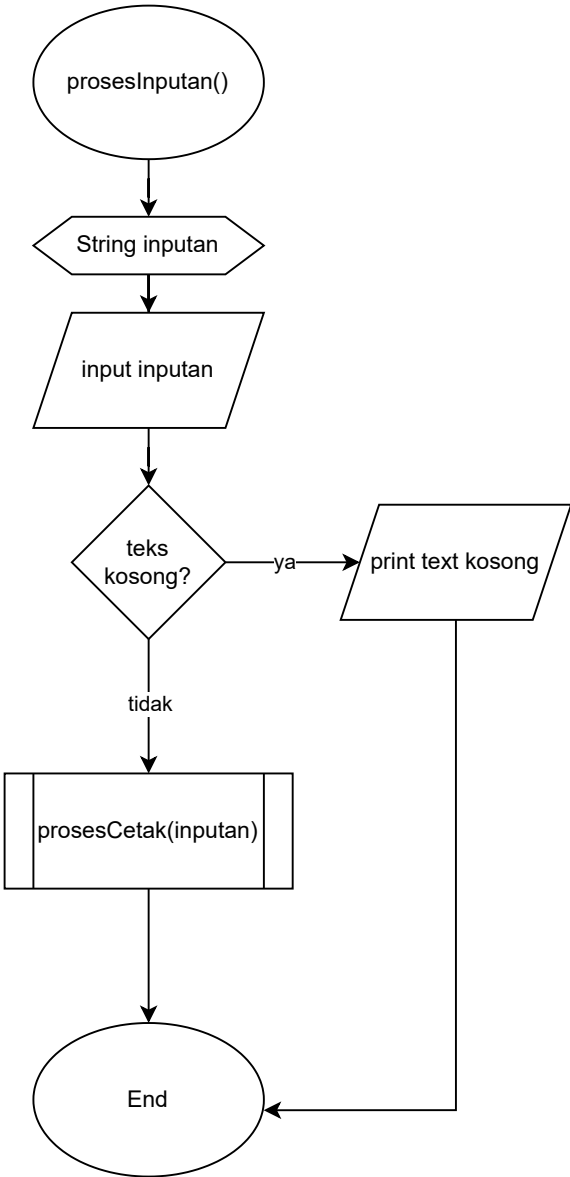 prosesInputan()
String inputan
input inputan
teks
kosong?
ya
print text kosong
tidak
prosesCetak(inputan)
End